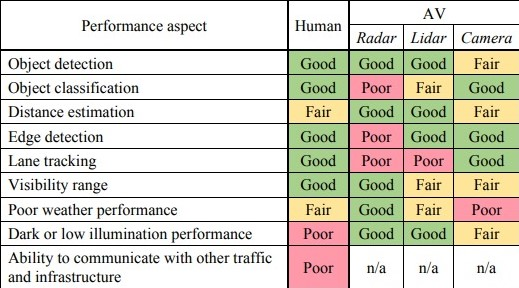 Performance aspect Human AV
Radar Lidar Camera
Object detection Good Good Good Fair
Object classification Good Poor Fair Good
Distance estimation Fair Good Good Fair
Edge detection Good Poor Good Good
Lane tracking Good Poor Poor Good
Visibility range Good Good Fair Fair
Poor weather performance Fair Good Fair Poor
Dark or low illumination performance Poor Good Good Fair
Ability to communicate with other traffic
and infrastructure Poor n/a n/a n/a